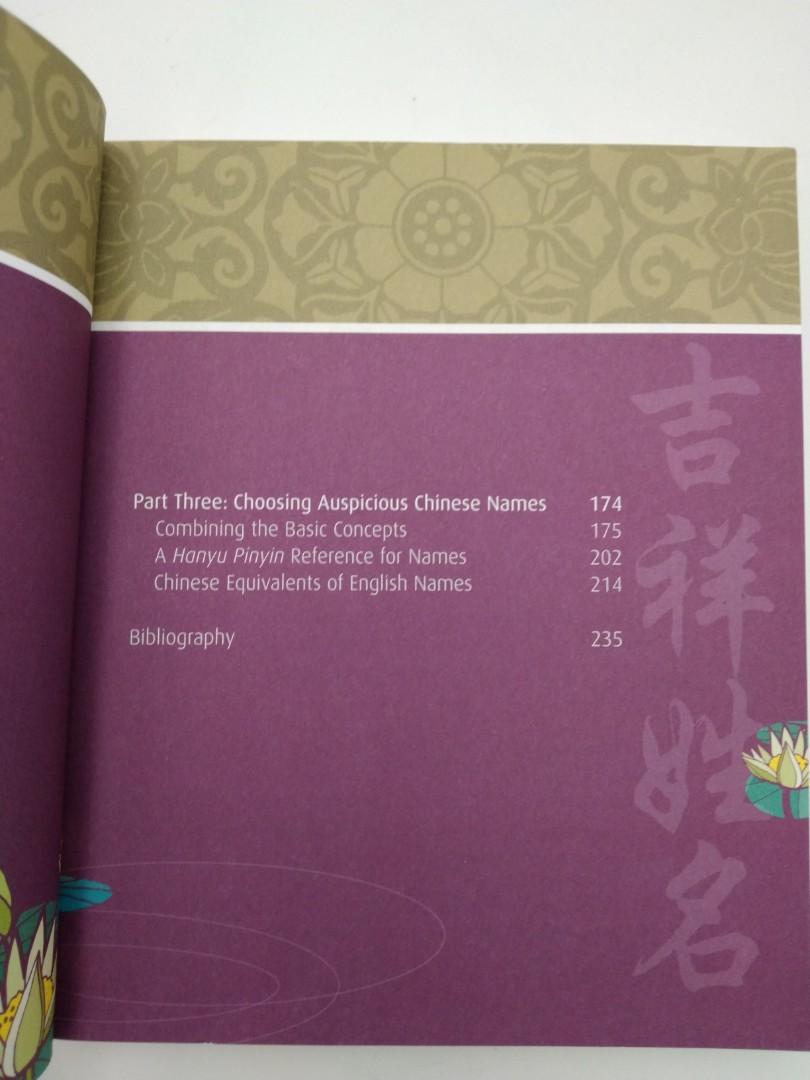 Part Three: Choosing Auspicious Chinese Names 174
Combining the Basic Concepts 175
A Hanyu Pinyin Reference for Names 202
Chinese Equivalents of English Names 214
Bibliography 235
吉祥姓名